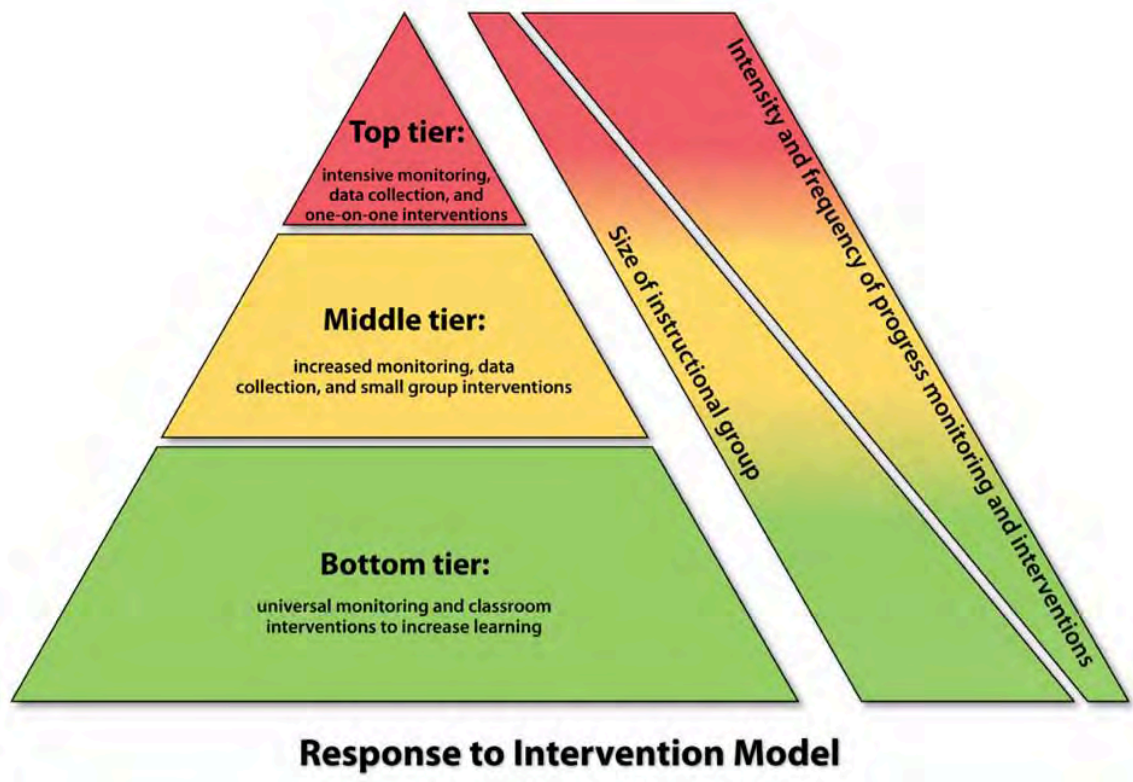 Top tier:
intensive monitoring,
data collection, and
one-on-one interventions
Middle tier:
increased monitoring, data
collection, and small group interventions
Bottom tier:
universal monitoring and classroom
interventions to increase learning
Size of instructional group
Intensity and frequency of progress monitoring and interventions
Response to Intervention Model